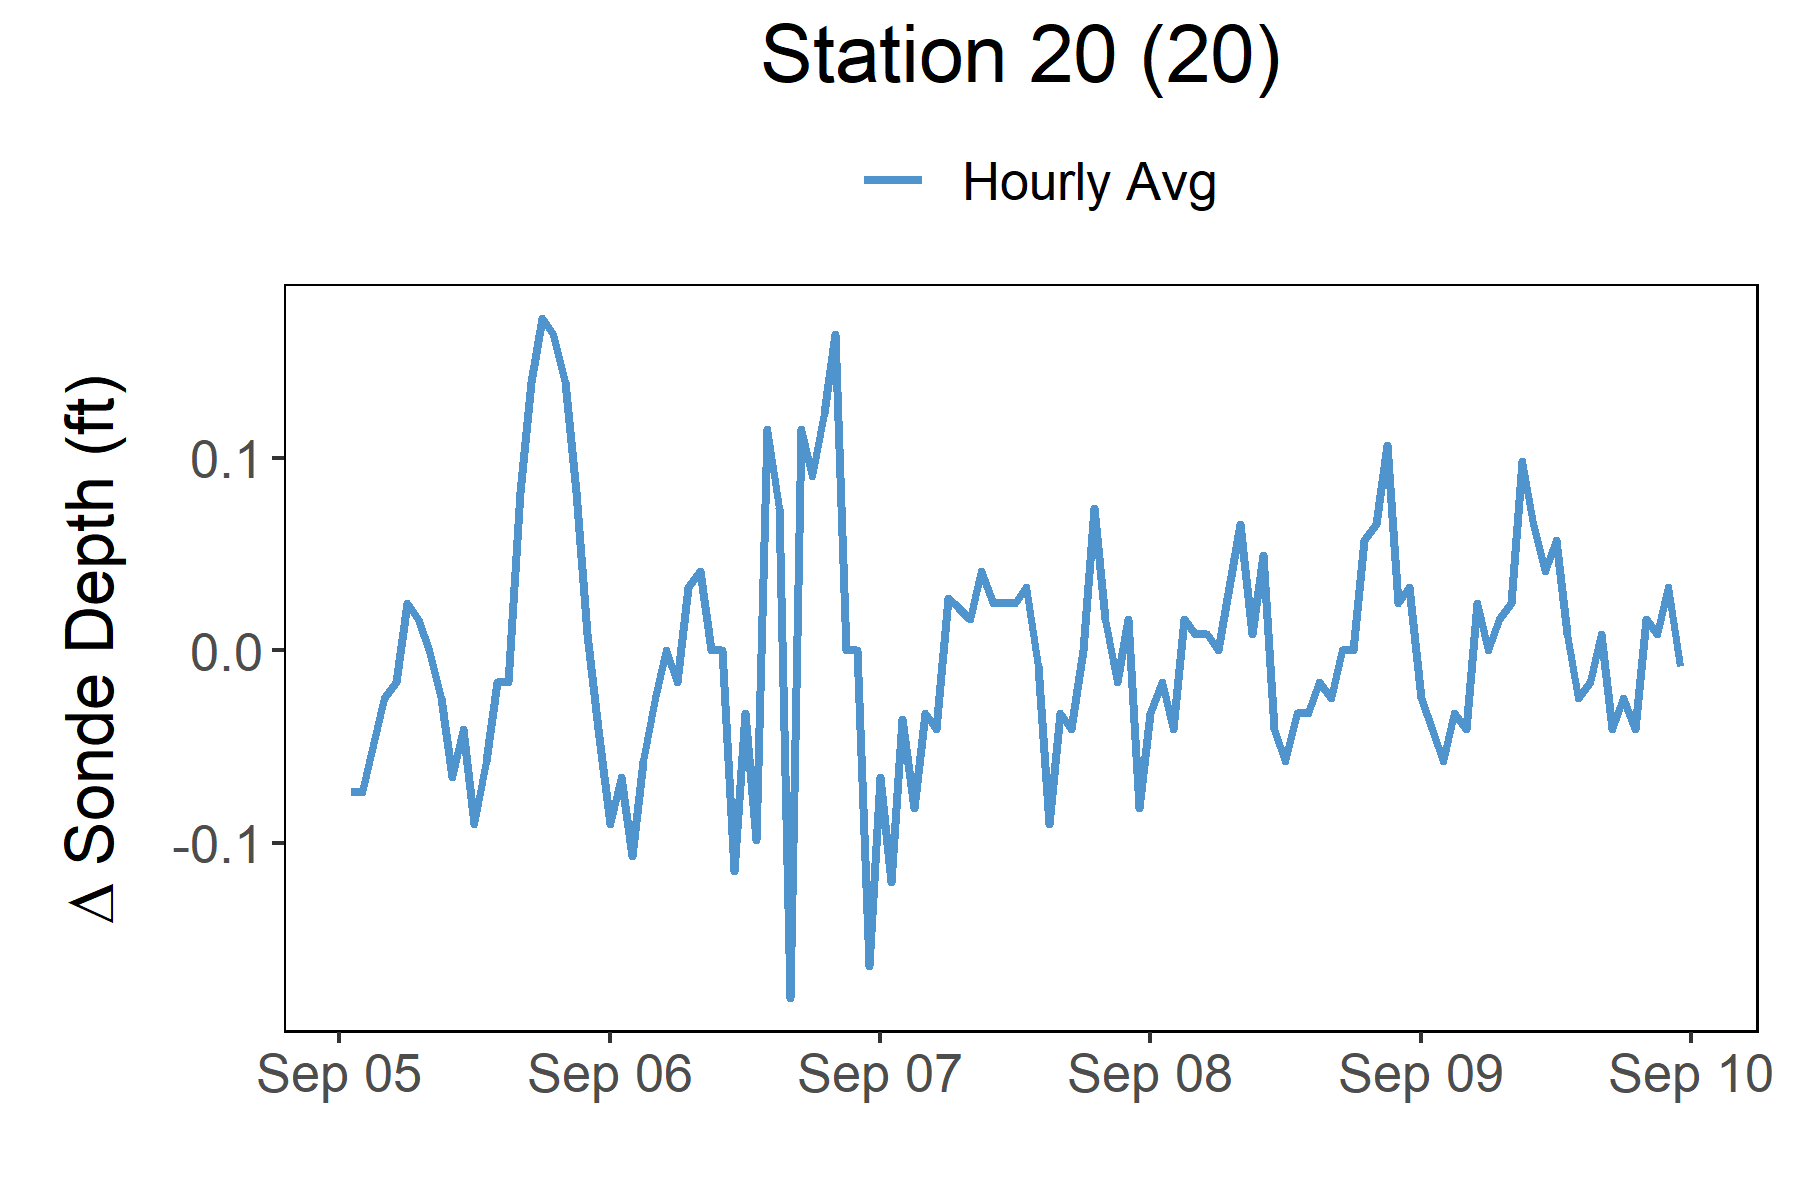 Station 20 (20)
Hourly Avg
Δ Sonde Depth (ft)
0.1
0.0
-0.1
Sep 05 Sep 06 Sep 07 Sep 08 Sep 09 Sep 10